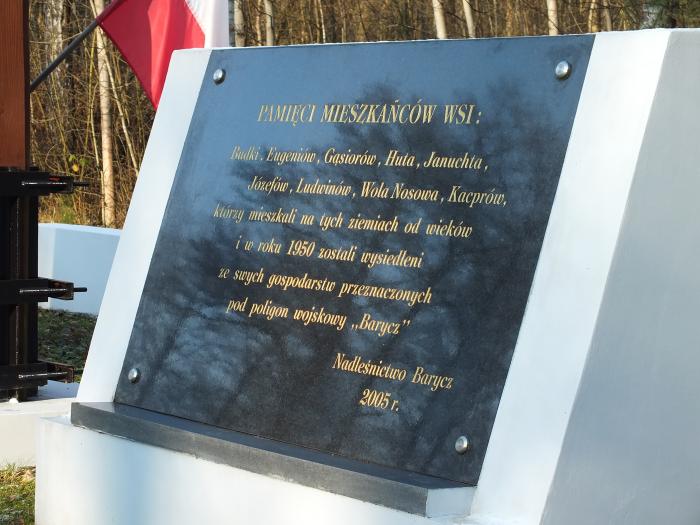 PAMIĘCI MIESZKAŃCÓW WSI:
Budki, Eugeniów, Gąsiorów, Huta, Januchta,
Józefów, Ludwinów, Wola Nosowa, Kacprów,
którzy mieszkali na tych ziemiach od wieków
i w roku 1950 zostali wysiedleni
ze swych gospodarstw przeznaczonych
pod poligon wojskowy „Barycz”
Nadleśnictwo Barycz
2005 r.